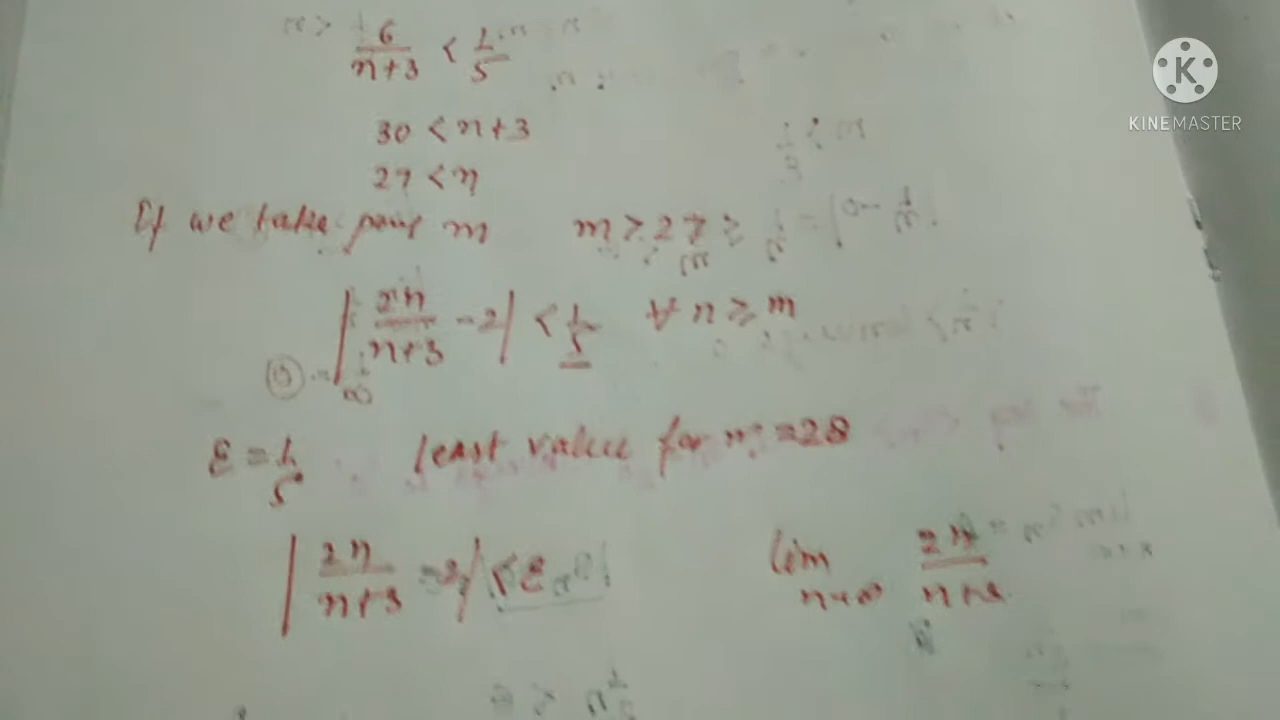 6/(n+3) < 1/5
K
KINEMASTER
30 < n+3
27 < n
If we take m m > 27
|2n/(n+3) - 2| < 1/5 ∀ n ≥ m
ε = 1/5 least value for m = 28
|2n/(n+3) - 2| < ε lim n→∞ 2n/(n+3)